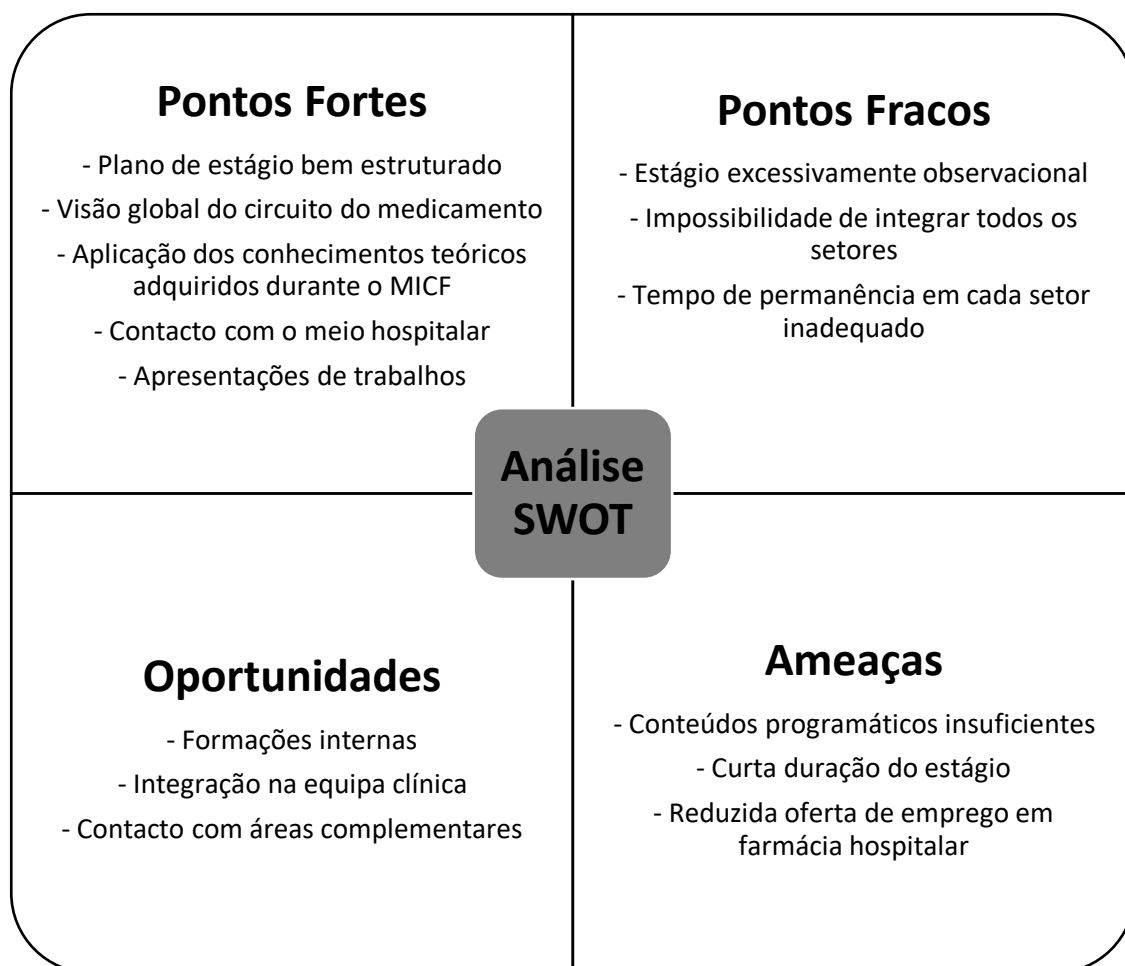 Pontos Fortes
- Plano de estágio bem estruturado
- Visão global do circuito do medicamento
- Aplicação dos conhecimentos teóricos
adquiridos durante o MICF
- Contacto com o meio hospitalar
- Apresentações de trabalhos
Pontos Fracos
- Estágio excessivamente observacional
- Impossibilidade de integrar todos os
setores
- Tempo de permanência em cada setor
inadequado
Análise
SWOT
Oportunidades
- Formações internas
- Integração na equipa clínica
- Contacto com áreas complementares
Ameaças
- Conteúdos programáticos insuficientes
- Curta duração do estágio
- Reduzida oferta de emprego em
farmácia hospitalar